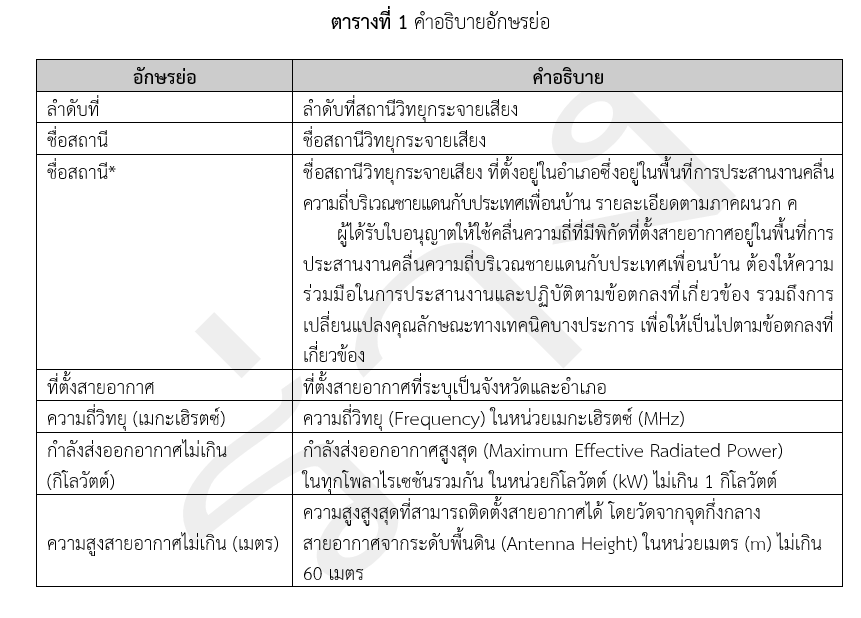 ตารางที่ 1 คำอธิบายอักษรย่อ
อักษรย่อ
คำอธิบาย
ลำดับที่
ลำดับที่สถานีวิทยุกระจายเสียง
ชื่อสถานี
ชื่อสถานีวิทยุกระจายเสียง
ชื่อสถานี*
ชื่อสถานีวิทยุกระจายเสียง ที่ตั้งอยู่ในอำเภอซึ่งอยู่ในพื้นที่การประสานงานคลื่น
ความถี่บริเวณชายแดนกับประเทศเพื่อนบ้าน รายละเอียดตามภาคผนวก ค
ผู้ได้รับใบอนุญาตให้ใช้คลื่นความถี่ที่มีพิกัดที่ตั้งสายอากาศอยู่ในพื้นที่การ
ประสานงานคลื่นความถี่บริเวณชายแดนกับประเทศเพื่อนบ้าน ต้องให้ความ
ร่วมมือในการประสานงานและปฏิบัติตามข้อตกลงที่เกี่ยวข้อง รวมถึงการ
เปลี่ยนแปลงคุณลักษณะทางเทคนิคบางประการ เพื่อให้เป็นไปตามข้อตกลงที่
เกี่ยวข้อง
ที่ตั้งสายอากาศ
ที่ตั้งสายอากาศที่ระบุเป็นจังหวัดและอำเภอ
ความถี่วิทยุ (เมกะเฮิรตซ์)
ความถี่วิทยุ (Frequency) ในหน่วยเมกะเฮิรตซ์ (MHz)
กำลังส่งออกอากาศไม่เกิน
(กิโลวัตต์)
กำลังส่งออกอากาศสูงสุด (Maximum Effective Radiated Power)
ในทุกโพลาไรเซชันรวมกัน ในหน่วยกิโลวัตต์ (kW) ไม่เกิน 1 กิโลวัตต์
ความสูงสายอากาศไม่เกิน (เมตร)
ความสูงสูงสุดที่สามารถติดตั้งสายอากาศได้ โดยวัดจากจุดกึ่งกลาง
สายอากาศจากระดับพื้นดิน (Antenna Height) ในหน่วยเมตร (m) ไม่เกิน
60 เมตร
ร่าง